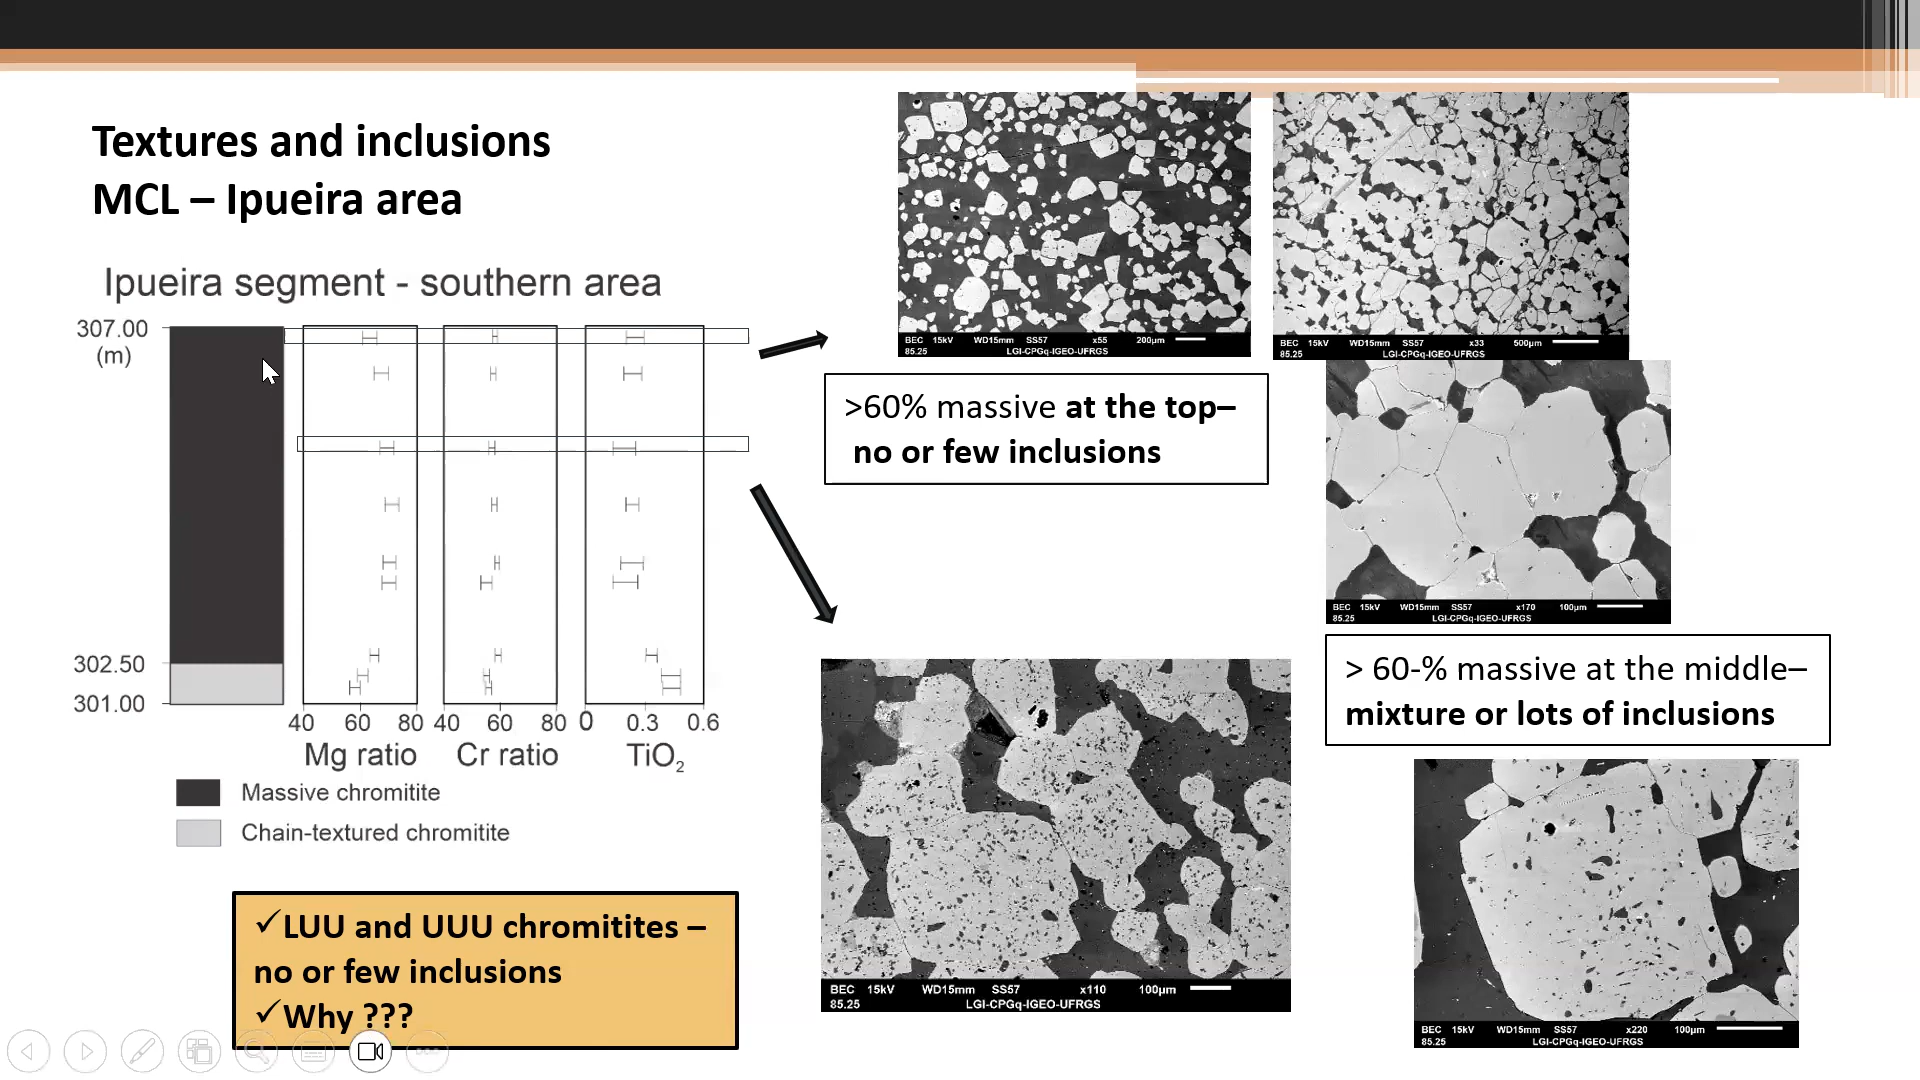 Textures and inclusions
MCL – Ipueira area
Ipueira segment - southern area
307.00
(m)
302.50
301.00
40 60 80
40 60 80
0 0.3 0.6
Mg ratio
Cr ratio
TiO₂
Massive chromitite
Chain-textured chromitite
✓LUU and UUU chromitites –
no or few inclusions
✓Why ???
BEC 15kV WD15mm SS57 x55 200µm
85.25 LGI-CPGq-IGEO-UFRGS
BEC 15kV WD15mm SS57 x33 500µm
85.25 LGI-CPGq-IGEO-UFRGS
>60% massive at the top–
no or few inclusions
BEC 15kV WD15mm SS57 x170 100µm
85.25 LGI-CPGq-IGEO-UFRGS
> 60-% massive at the middle–
mixture or lots of inclusions
BEC 15kV WD15mm SS57 x110 100µm
85.25 LGI-CPGq-IGEO-UFRGS
BEC 15kV WD15mm SS57 x220 100µm
85.25 LGI-CPGq-IGEO-UFRGS